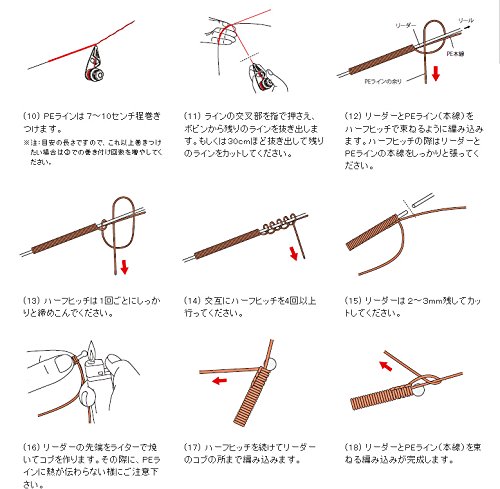 リーダー
リール
PE本線
PEラインの余り
(10) PEラインは7～10センチ程巻き
つけます。
※注:目安の長さですので、これ以上巻きつけ
たい場合は⑦での巻き付け回数を増やしてく
ださい。
(11) ラインの交叉部を指で押さえ、
ボビンから残りのラインを抜き出しま
す。もしくは30cmほど抜き出して残り
のラインをカットしてください。
(12) リーダーとPEライン(本線)を
ハーフヒッチで束ねるように編み込み
ます。ハーフヒッチの際はリーダーと
PEラインの本線をしっかりと張ってく
ださい。
(13) ハーフヒッチは1回ごとにしっか
りと締めこんでください。
(14) 交互にハーフヒッチを4回以上
行ってください。
(15) リーダーは2～3mm残してカッ
トしてください。
(16) リーダーの先端をライターで焼
いてコブを作ります。その際に、PEラ
インに熱が伝わらない様にご注意下
さい。
(17) ハーフヒッチを続けてリーダー
のコブの所まで編み込みます。
(18) リーダーとPEライン(本線)を束
ねる編み込みが完成します。